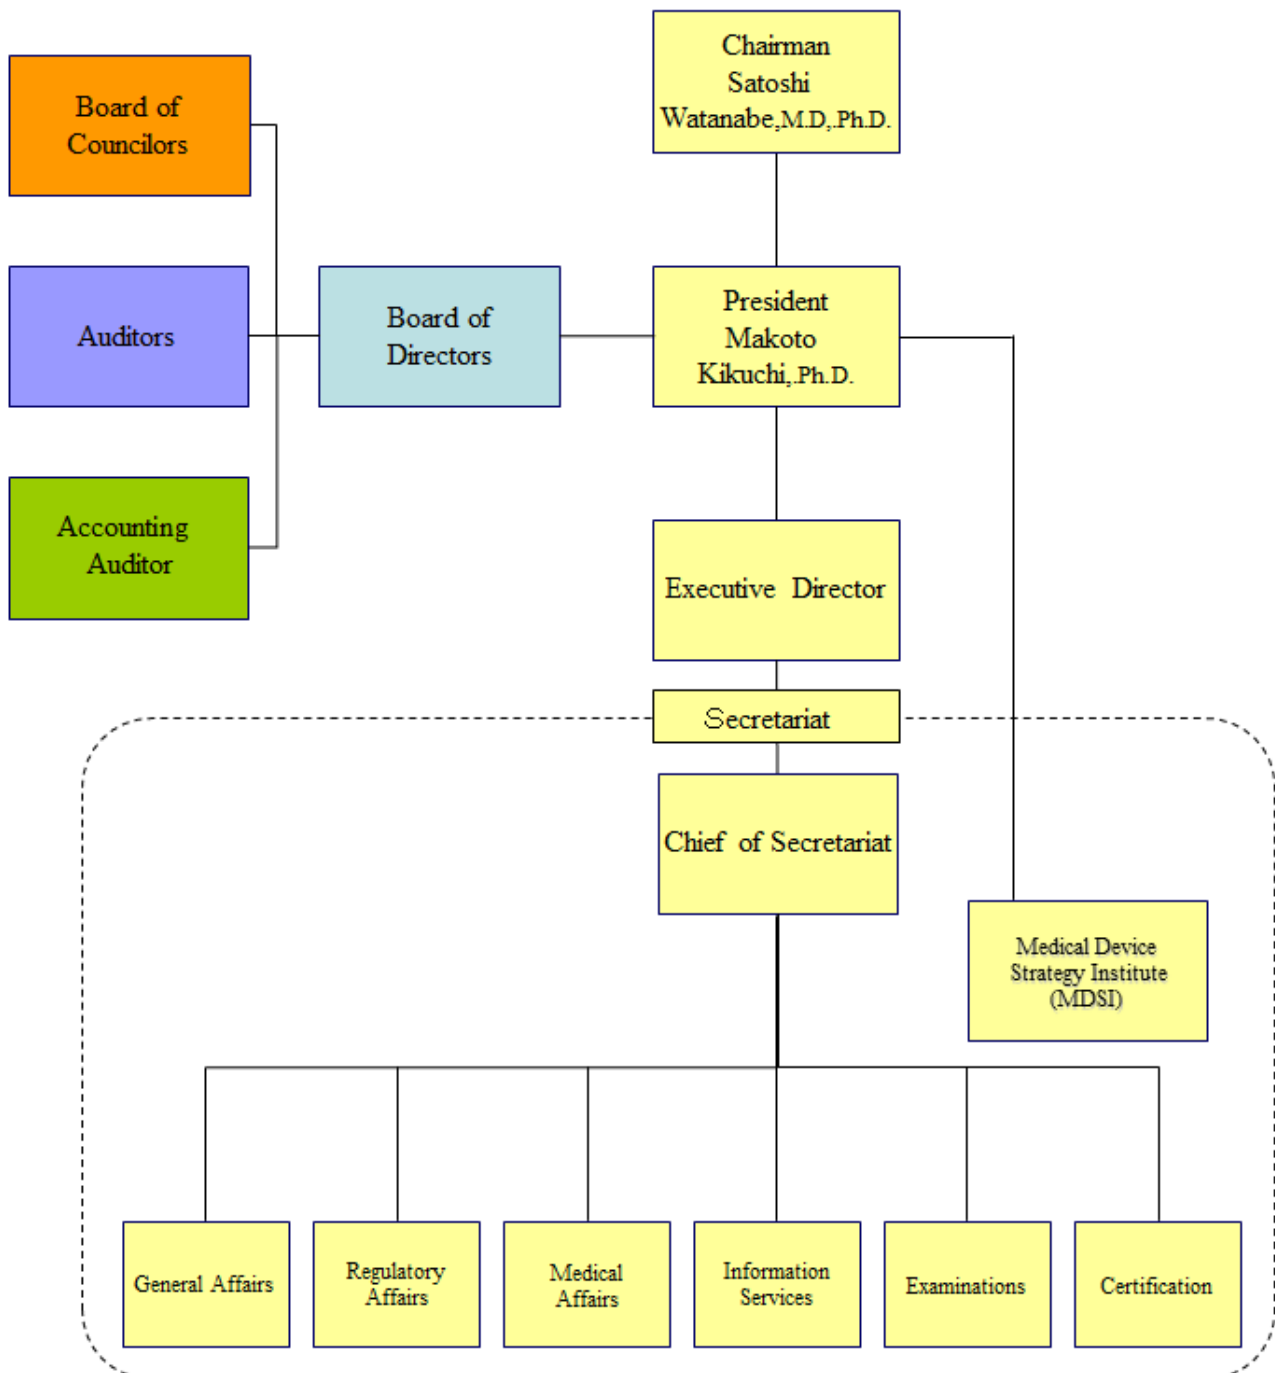 Chairman
Satoshi
Watanabe,M.D,.Ph.D.
Board of
Councilors
Auditors
Board of
Directors
President
Makoto
Kikuchi,.Ph.D.
Accounting
Auditor
Executive Director
Secretariat
Chief of Secretariat
Medical Device
Strategy Institute
(MDSI)
General Affairs
Regulatory
Affairs
Medical
Affairs
Information
Services
Examinations
Certification